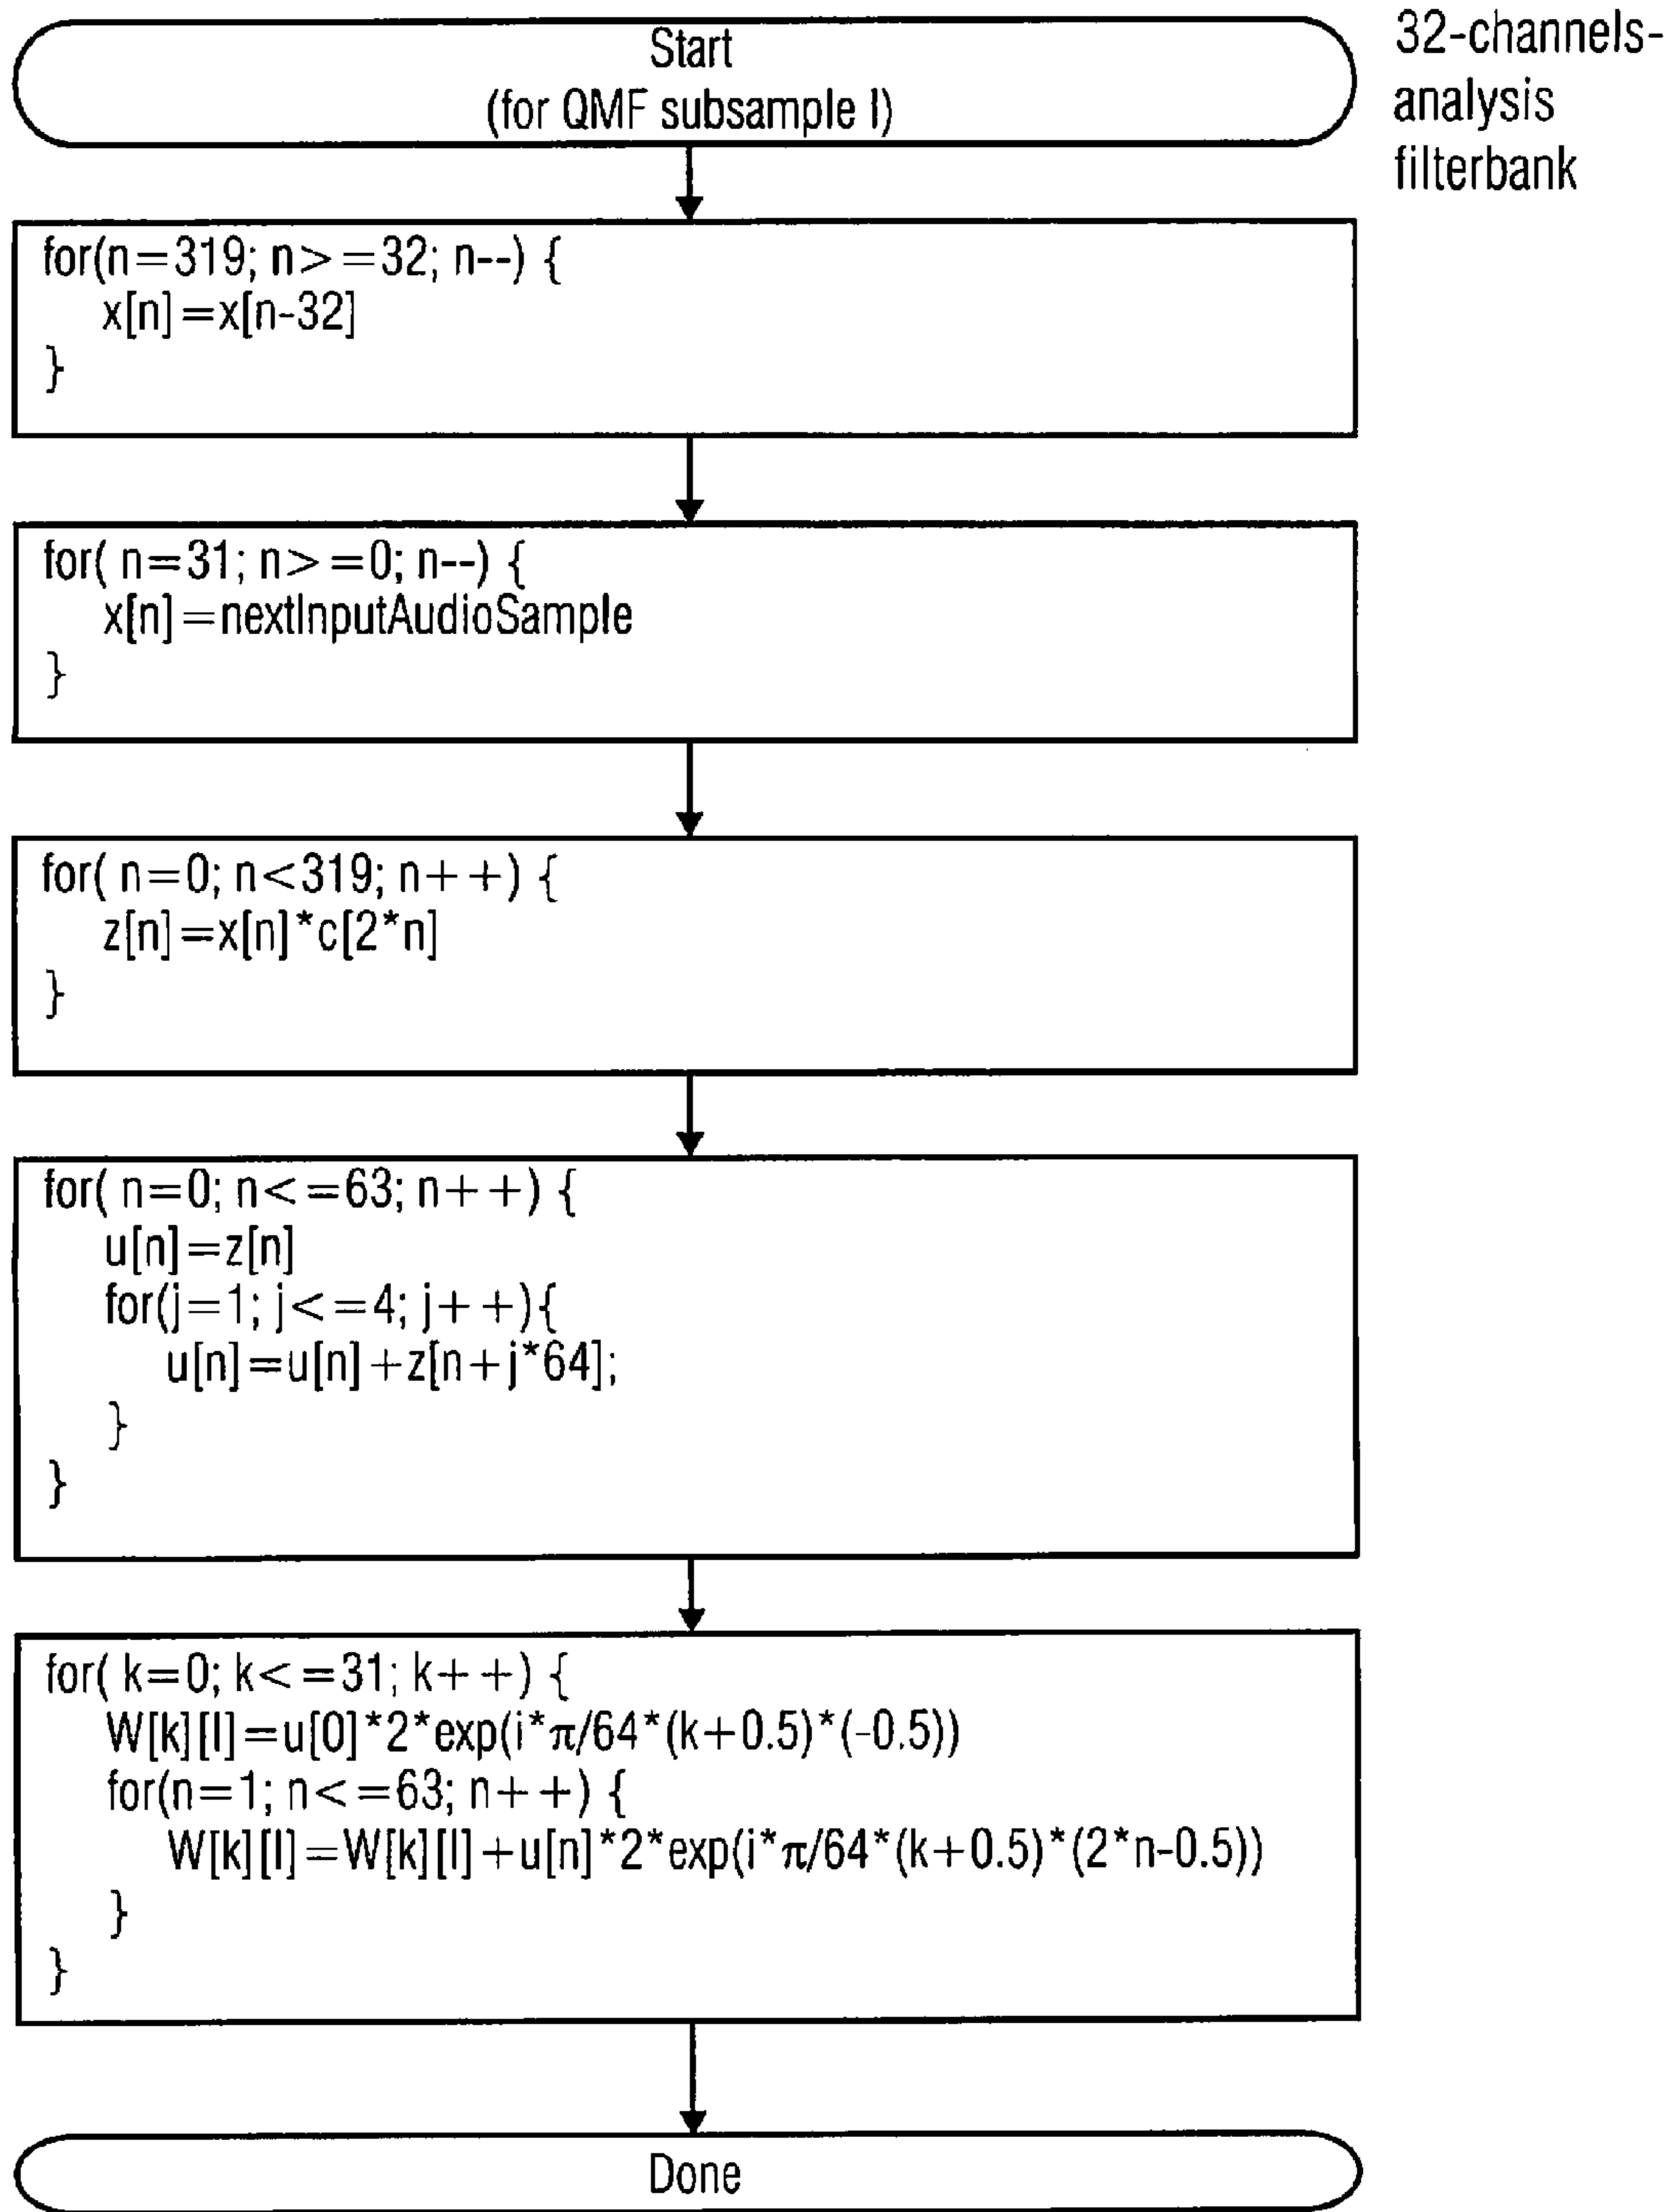 Start
(for QMF subsample l)
32-channels-
analysis
filterbank
for(n=319; n>=32; n--) {
x[n]=x[n-32]
}
for( n=31; n>=0; n--) {
x[n]=nextInputAudioSample
}
for( n=0; n<319; n++) {
z[n]=x[n]*c[2*n]
}
for( n=0; n<=63; n++) {
u[n]=z[n]
for(j=1; j<=4; j++){
u[n]=u[n]+z[n+j*64];
}
}
for( k=0; k<=31; k++) {
W[k][l]=u[0]*2*exp(i*π/64*(k+0.5)*(-0.5))
for(n=1; n<=63; n++) {
W[k][l]=W[k][l]+u[n]*2*exp(i*π/64*(k+0.5)*(2*n-0.5))
}
}
Done